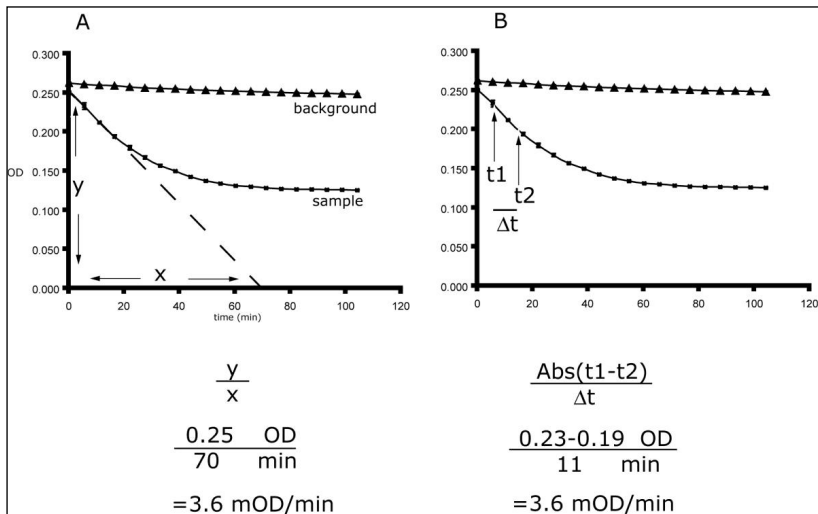 A
0.300
0.250
0.200
0.150
0.100
0.050
0.000
OD
background
sample
y
x
0 20 40 60 80 100 120
time (min)
y
x
0.25 OD
70 min
=3.6 mOD/min
B
0.300
0.250
0.200
0.150
0.100
0.050
0.000
t1
t2
Δt
0 20 40 60 80 100 120
Abs(t1-t2)
Δt
0.23-0.19 OD
11 min
=3.6 mOD/min